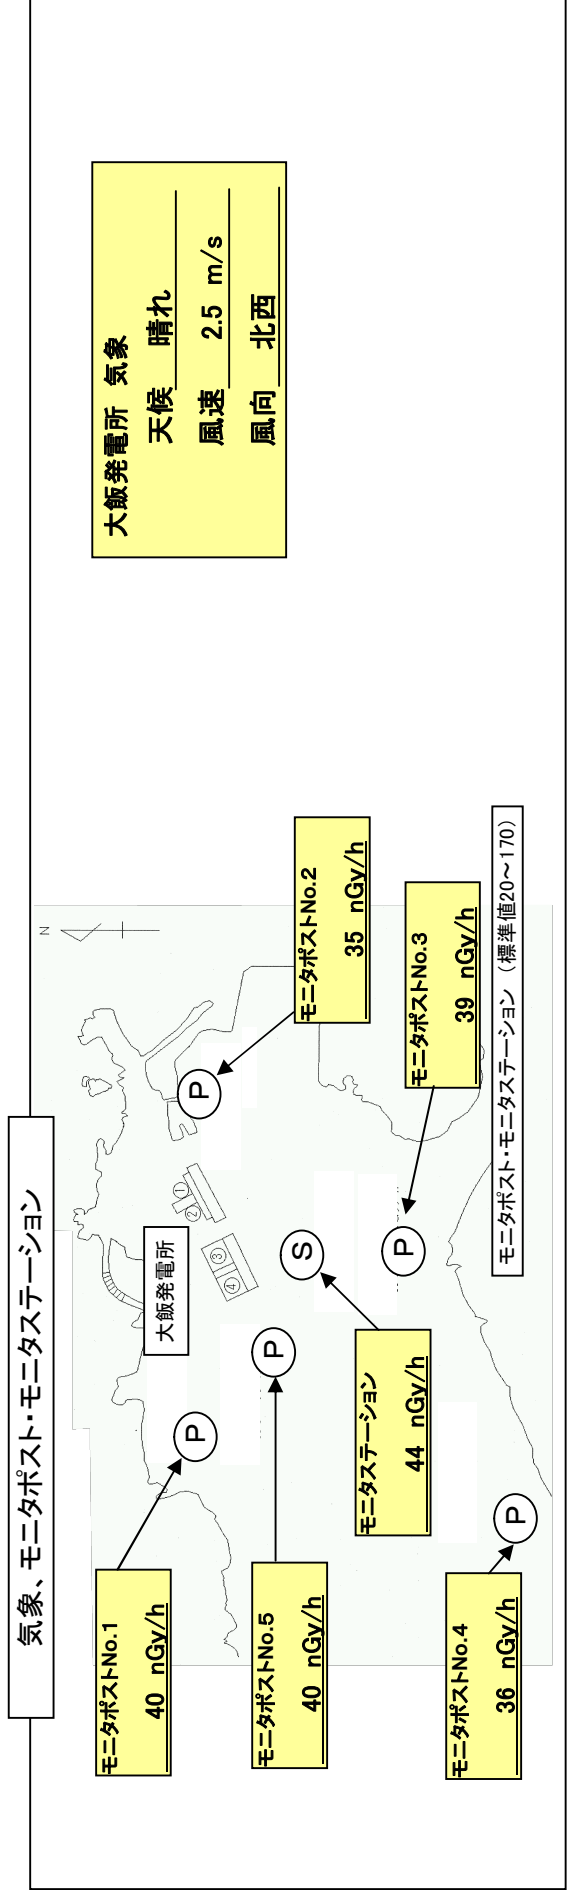 気象、モニタポスト・モニタステーション
大飯発電所 気象
天候 晴れ
風速 2.5 m/s
風向 北西
N
モニタポストNo.1
40 nGy/h
モニタポストNo.5
40 nGy/h
モニタポストNo.4
36 nGy/h
モニタステーション
44 nGy/h
モニタポストNo.2
35 nGy/h
モニタポストNo.3
39 nGy/h
大飯発電所
①
②
③
④
P
P
P
S
P
P
モニタポスト・モニタステーション（標準値20～170）